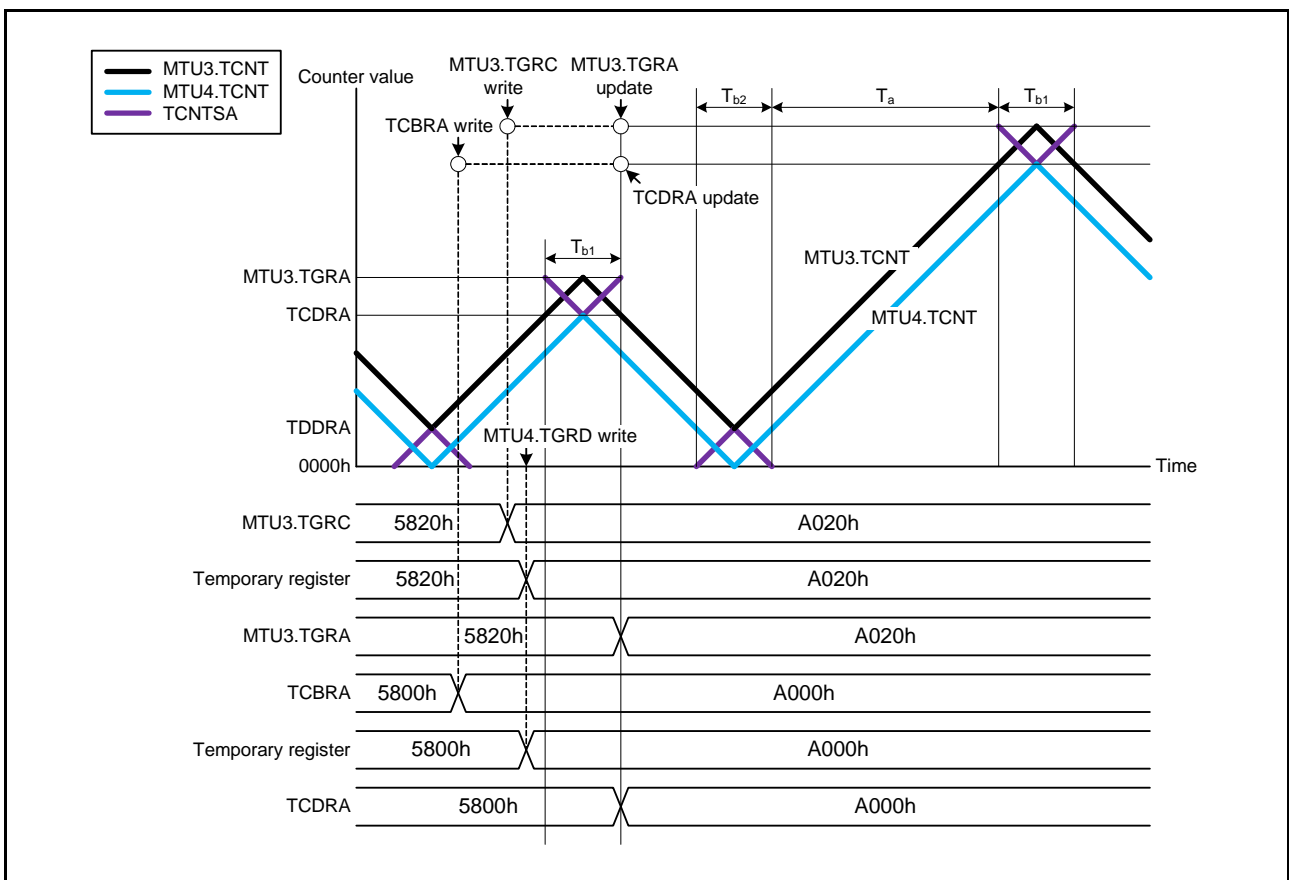 MTU3.TCNT
MTU4.TCNT
TCNTSA
Counter value
MTU3.TGRC
write
MTU3.TGRA
update
TCBRA write
TCDRA update
Tb2
Ta
Tb1
Tb1
MTU3.TCNT
MTU4.TCNT
MTU3.TGRA
TCDRA
TDDRA
0000h
MTU4.TGRD write
Time
MTU3.TGRC 5820h A020h
Temporary register 5820h A020h
MTU3.TGRA 5820h A020h
TCBRA 5800h A000h
Temporary register 5800h A000h
TCDRA 5800h A000h